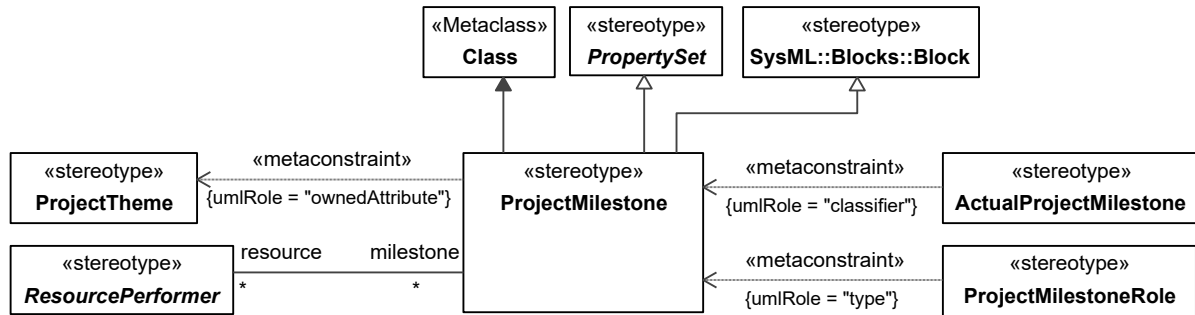 «Metaclass»
Class
«stereotype»
PropertySet
«stereotype»
SysML::Blocks::Block
«stereotype»
ProjectTheme
«metaconstraint»
{umlRole = "ownedAttribute"}
«stereotype»
ProjectMilestone
«metaconstraint»
{umlRole = "classifier"}
«stereotype»
ActualProjectMilestone
«stereotype»
ResourcePerformer
resource
*
milestone
*
«metaconstraint»
{umlRole = "type"}
«stereotype»
ProjectMilestoneRole